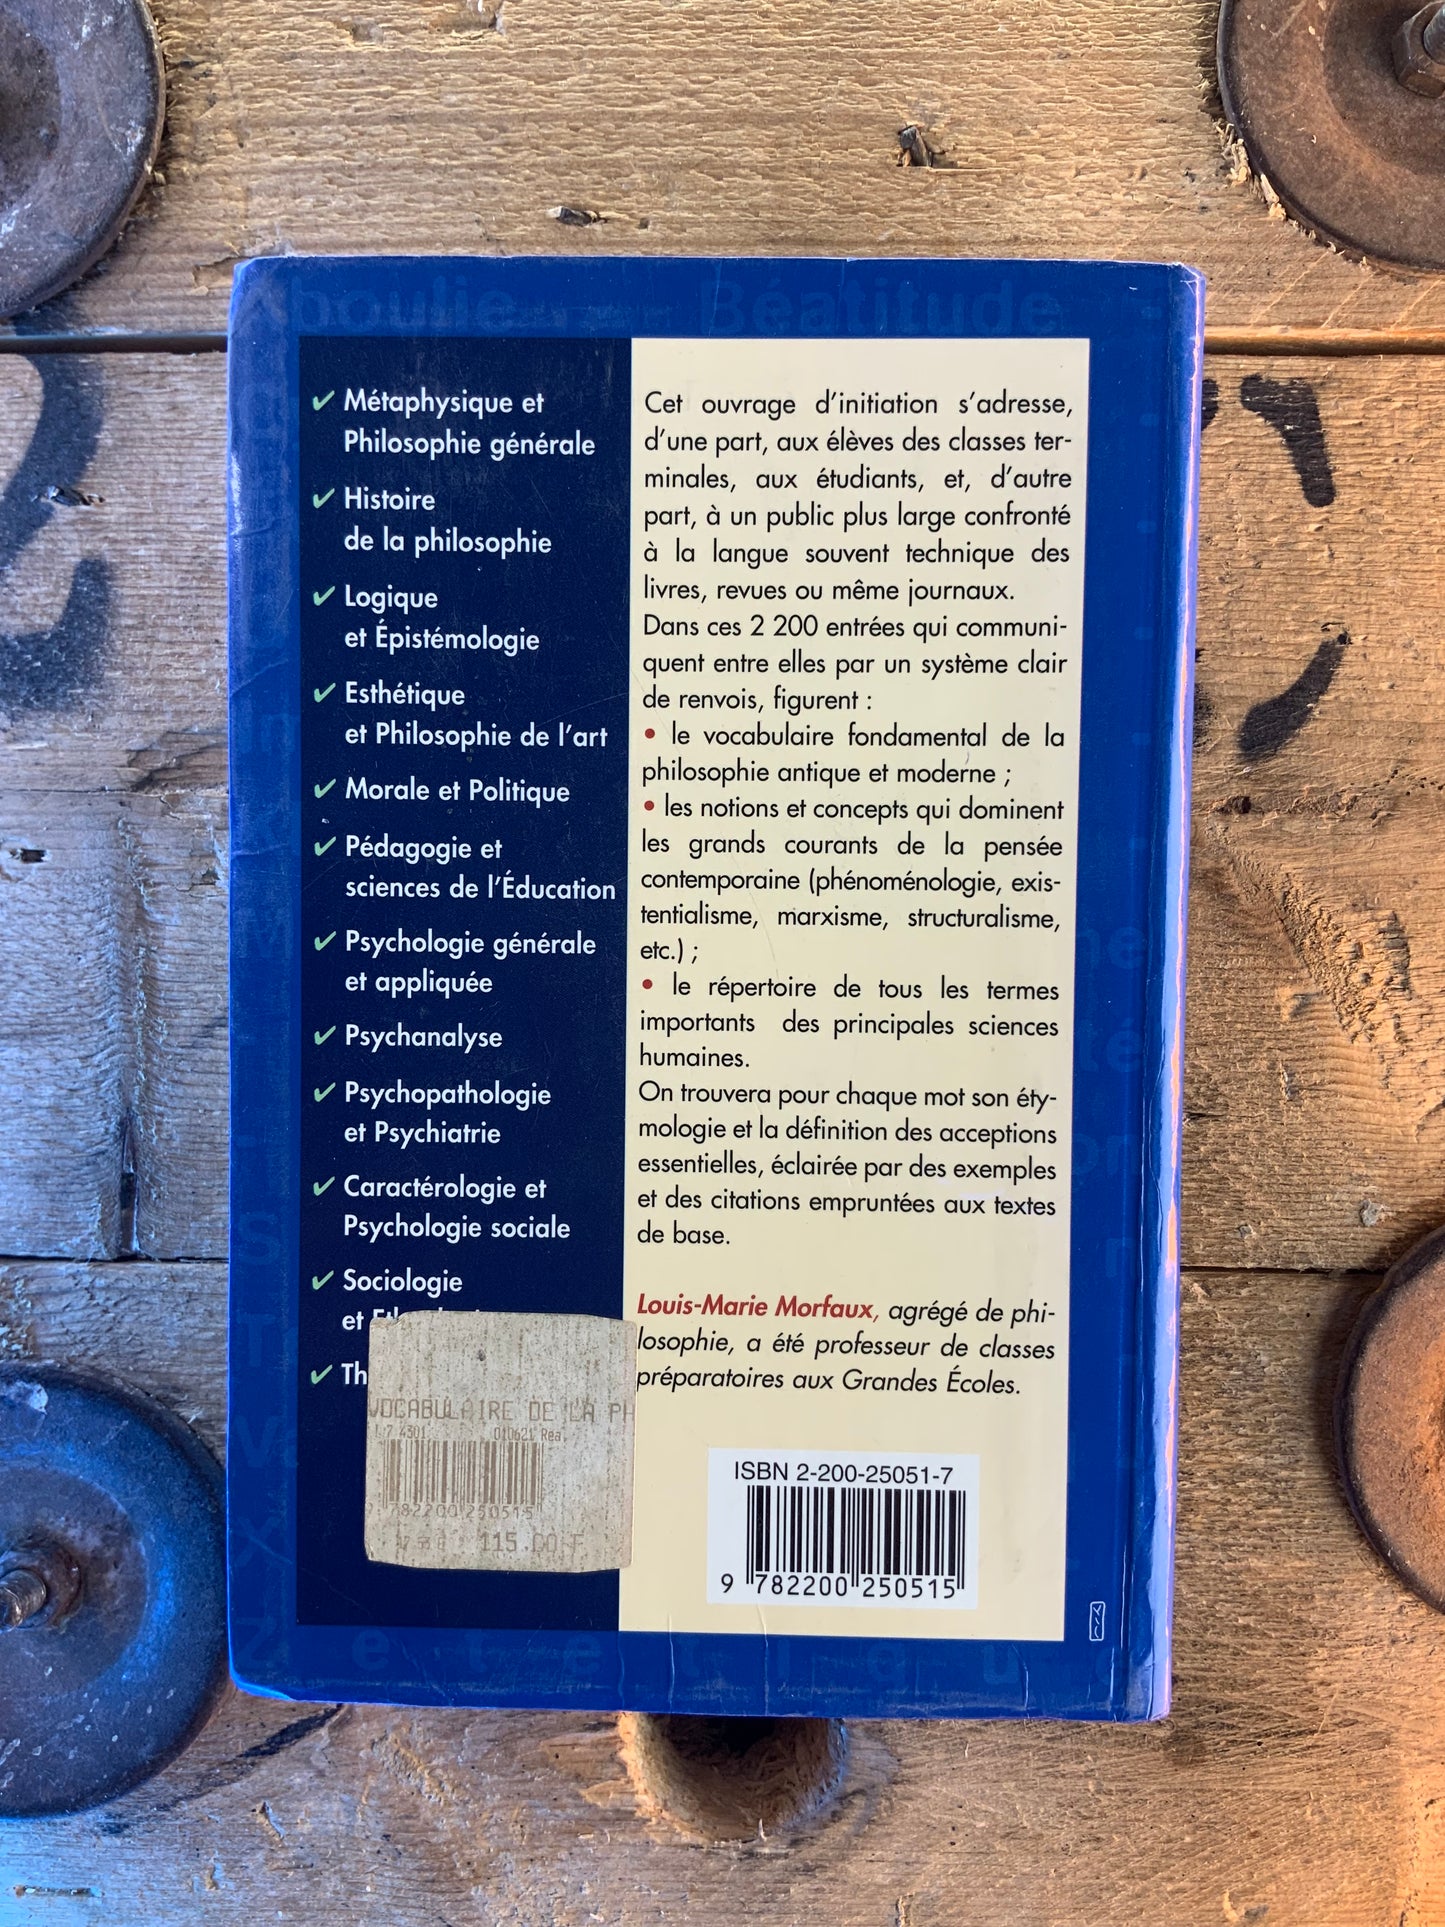 boulie
Béatitude
✓ Métaphysique et
Philosophie générale
✓ Histoire
de la philosophie
✓ Logique
et Épistémologie
✓ Esthétique
et Philosophie de l'art
✓ Morale et Politique
✓ Pédagogie et
sciences de l'Éducation
✓ Psychologie générale
et appliquée
✓ Psychanalyse
✓ Psychopathologie
et Psychiatrie
✓ Caractérologie et
Psychologie sociale
✓ Sociologie
et
✓ Th
VOCABULAIRE DE LA PH
4301 010621 Rea.
782200 250515
115.00 F
Cet ouvrage d'initiation s'adresse,
d'une part, aux élèves des classes ter-
minales, aux étudiants, et, d'autre
part, à un public plus large confronté
à la langue souvent technique des
livres, revues ou même journaux.
Dans ces 2 200 entrées qui communi-
quent entre elles par un système clair
de renvois, figurent :
• le vocabulaire fondamental de la
philosophie antique et moderne ;
• les notions et concepts qui dominent
les grands courants de la pensée
contemporaine (phénoménologie, exis-
tentialisme, marxisme, structuralisme,
etc.) ;
• le répertoire de tous les termes
importants des principales sciences
humaines.
On trouvera pour chaque mot son éty-
mologie et la définition des acceptions
essentielles, éclairée par des exemples
et des citations empruntées aux textes
de base.
Louis-Marie Morfaux, agrégé de phi-
losophie, a été professeur de classes
préparatoires aux Grandes Écoles.
ISBN 2-200-25051-7
9 782200 250515
Z e t e t i q u